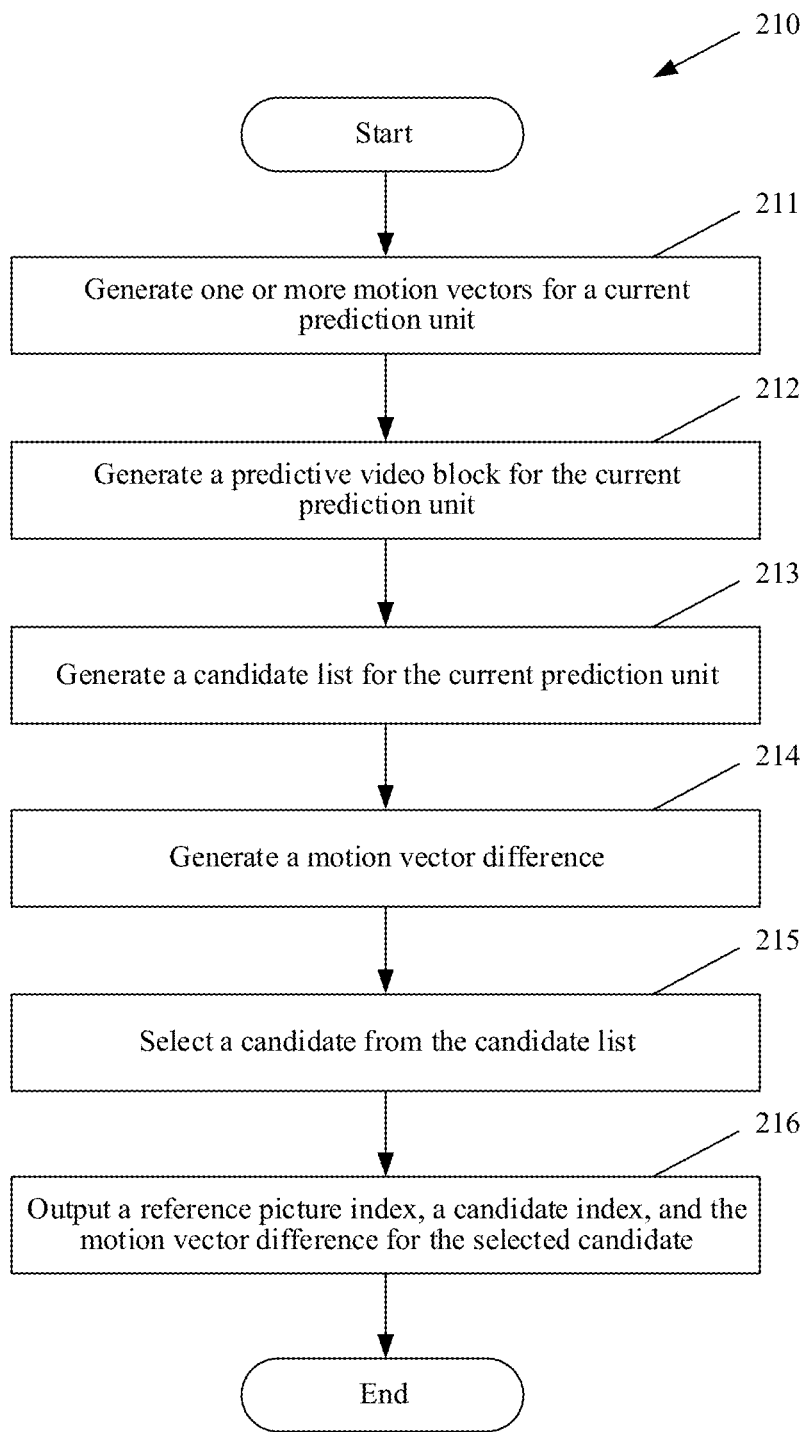 210
Start
211
Generate one or more motion vectors for a current
prediction unit
212
Generate a predictive video block for the current
prediction unit
213
Generate a candidate list for the current prediction unit
214
Generate a motion vector difference
215
Select a candidate from the candidate list
216
Output a reference picture index, a candidate index, and the
motion vector difference for the selected candidate
End